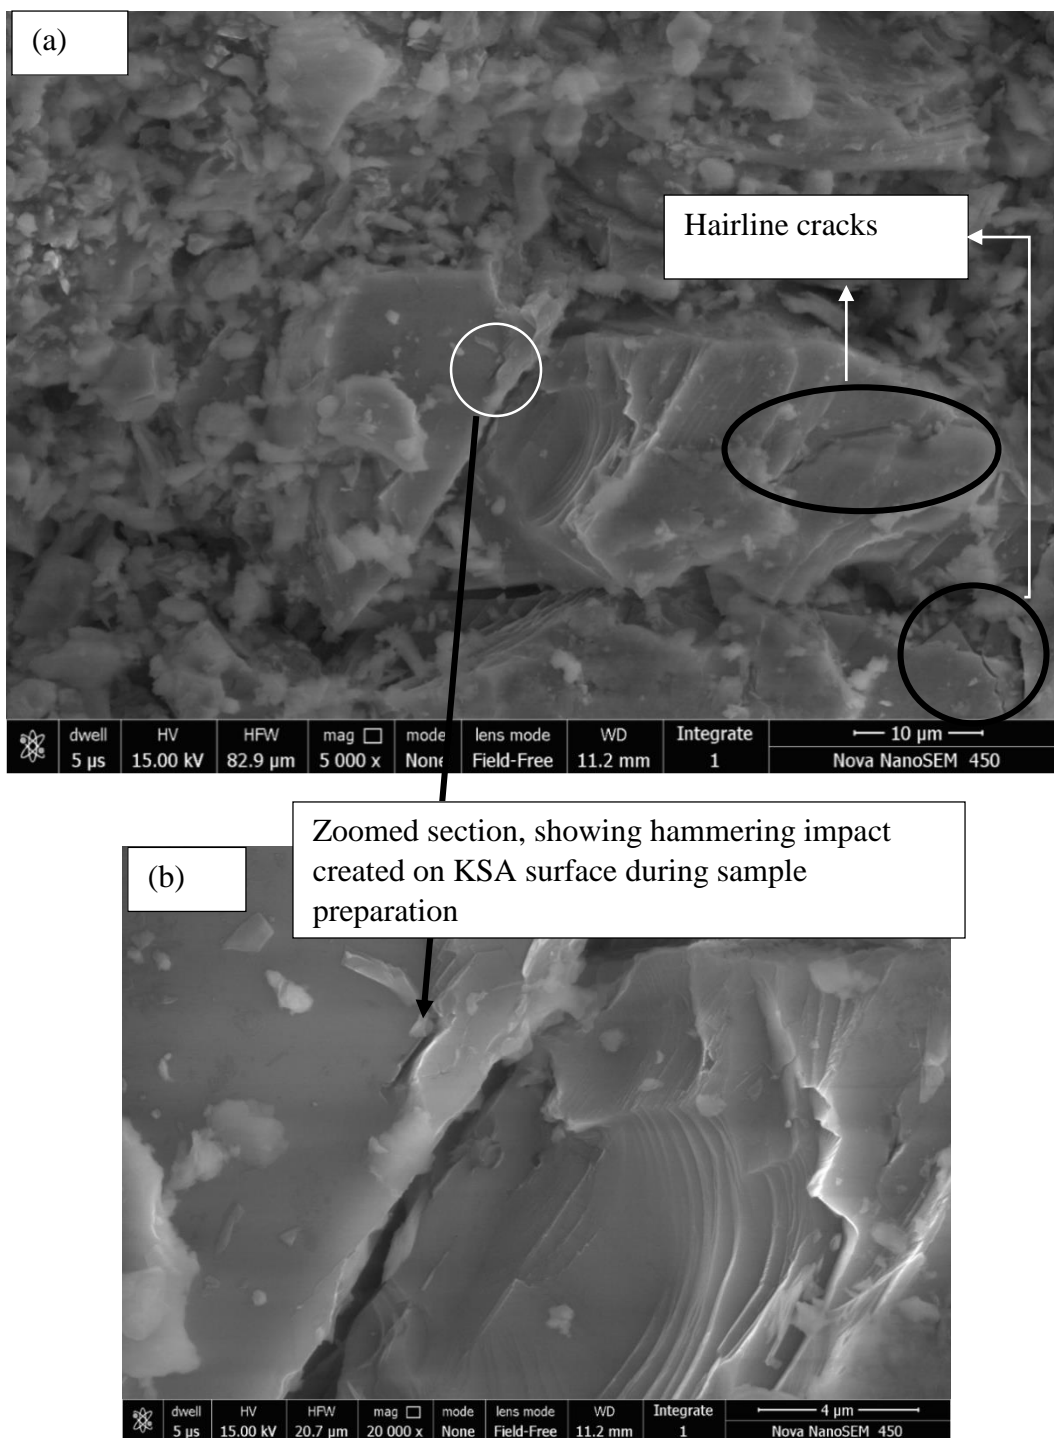 (a)
Hairline cracks
dwell HV HFW mag mode lens mode WD Integrate 10 µm
5 µs 15.00 kV 82.9 µm 5 000 x None Field-Free 11.2 mm 1 Nova NanoSEM 450
Zoomed section, showing hammering impact
created on KSA surface during sample
preparation
(b)
dwell HV HFW mag mode lens mode WD Integrate 4 µm
5 µs 15.00 kV 20.7 µm 20 000 x None Field-Free 11.2 mm 1 Nova NanoSEM 450